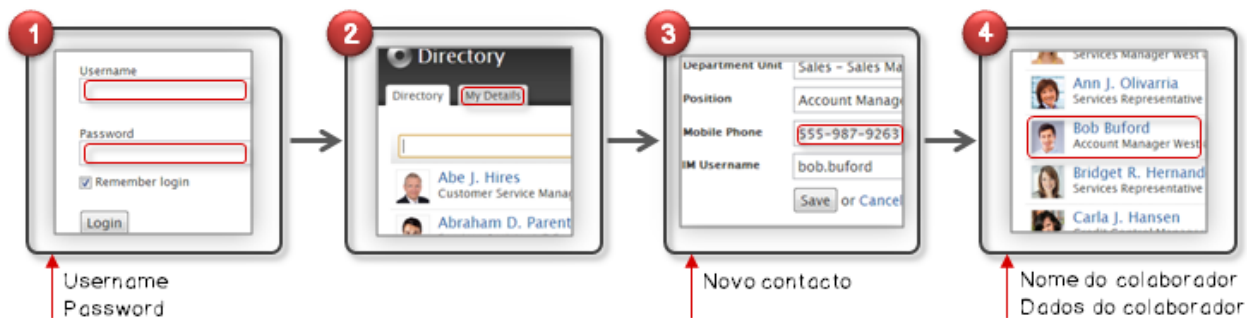 1
Username
Password
Remember login
Login
Username
Password
2
Directory
Directory My Details
Abe J. Hires
Customer Service Mana
Abraham D. Parent
3
Department Unit Sales - Sales Ma
Position Account Manag
Mobile Phone 555-987-9263
IM Username bob.buford
Save or Cancel
Novo contacto
4
Services Manager West
Ann J. Olivarria
Services Representative
Bob Buford
Account Manager West
Bridget R. Hernand
Services Representative
Carla J. Hansen
Nome do colaborador
Dados do colaborador